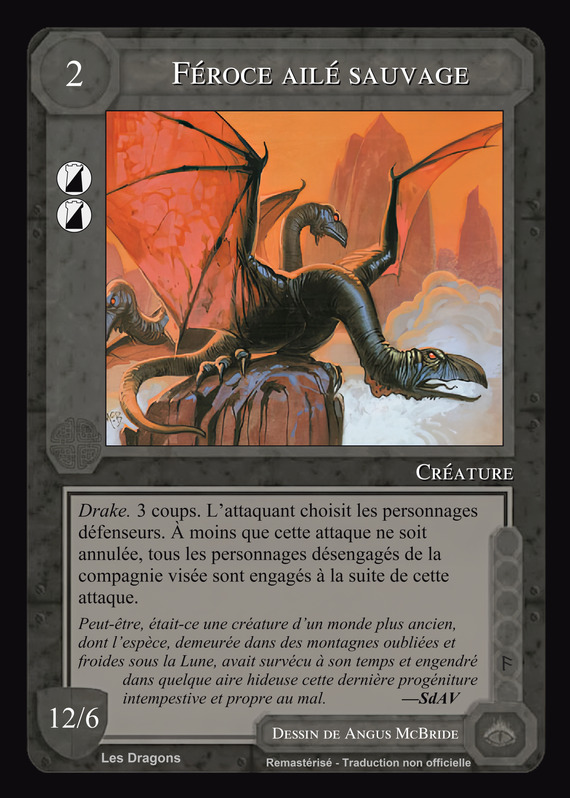 2
Féroce ailé sauvage
Créature
Drake. 3 coups. L’attaquant choisit les personnages
défenseurs. À moins que cette attaque ne soit
annulée, tous les personnages désengagés de la
compagnie visée sont engagés à la suite de cette
attaque.
Peut-être, était-ce une créature d’un monde plus ancien,
dont l’espèce, demeurée dans des montagnes oubliées et
froides sous la Lune, avait survécu à son temps et engendré
dans quelque aire hideuse cette dernière progéniture
intempestive et propre au mal. —SdAV
12/6
Dessin de Angus McBride
Les Dragons
Remastérisé - Traduction non officielle